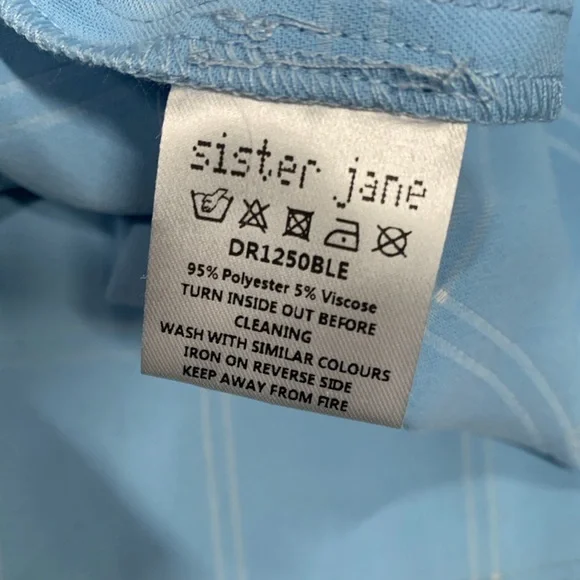 sister jane
DR1250BLE
95% Polyester 5% Viscose
TURN INSIDE OUT BEFORE
CLEANING
WASH WITH SIMILAR COLOURS
IRON ON REVERSE SIDE
KEEP AWAY FROM FIRE